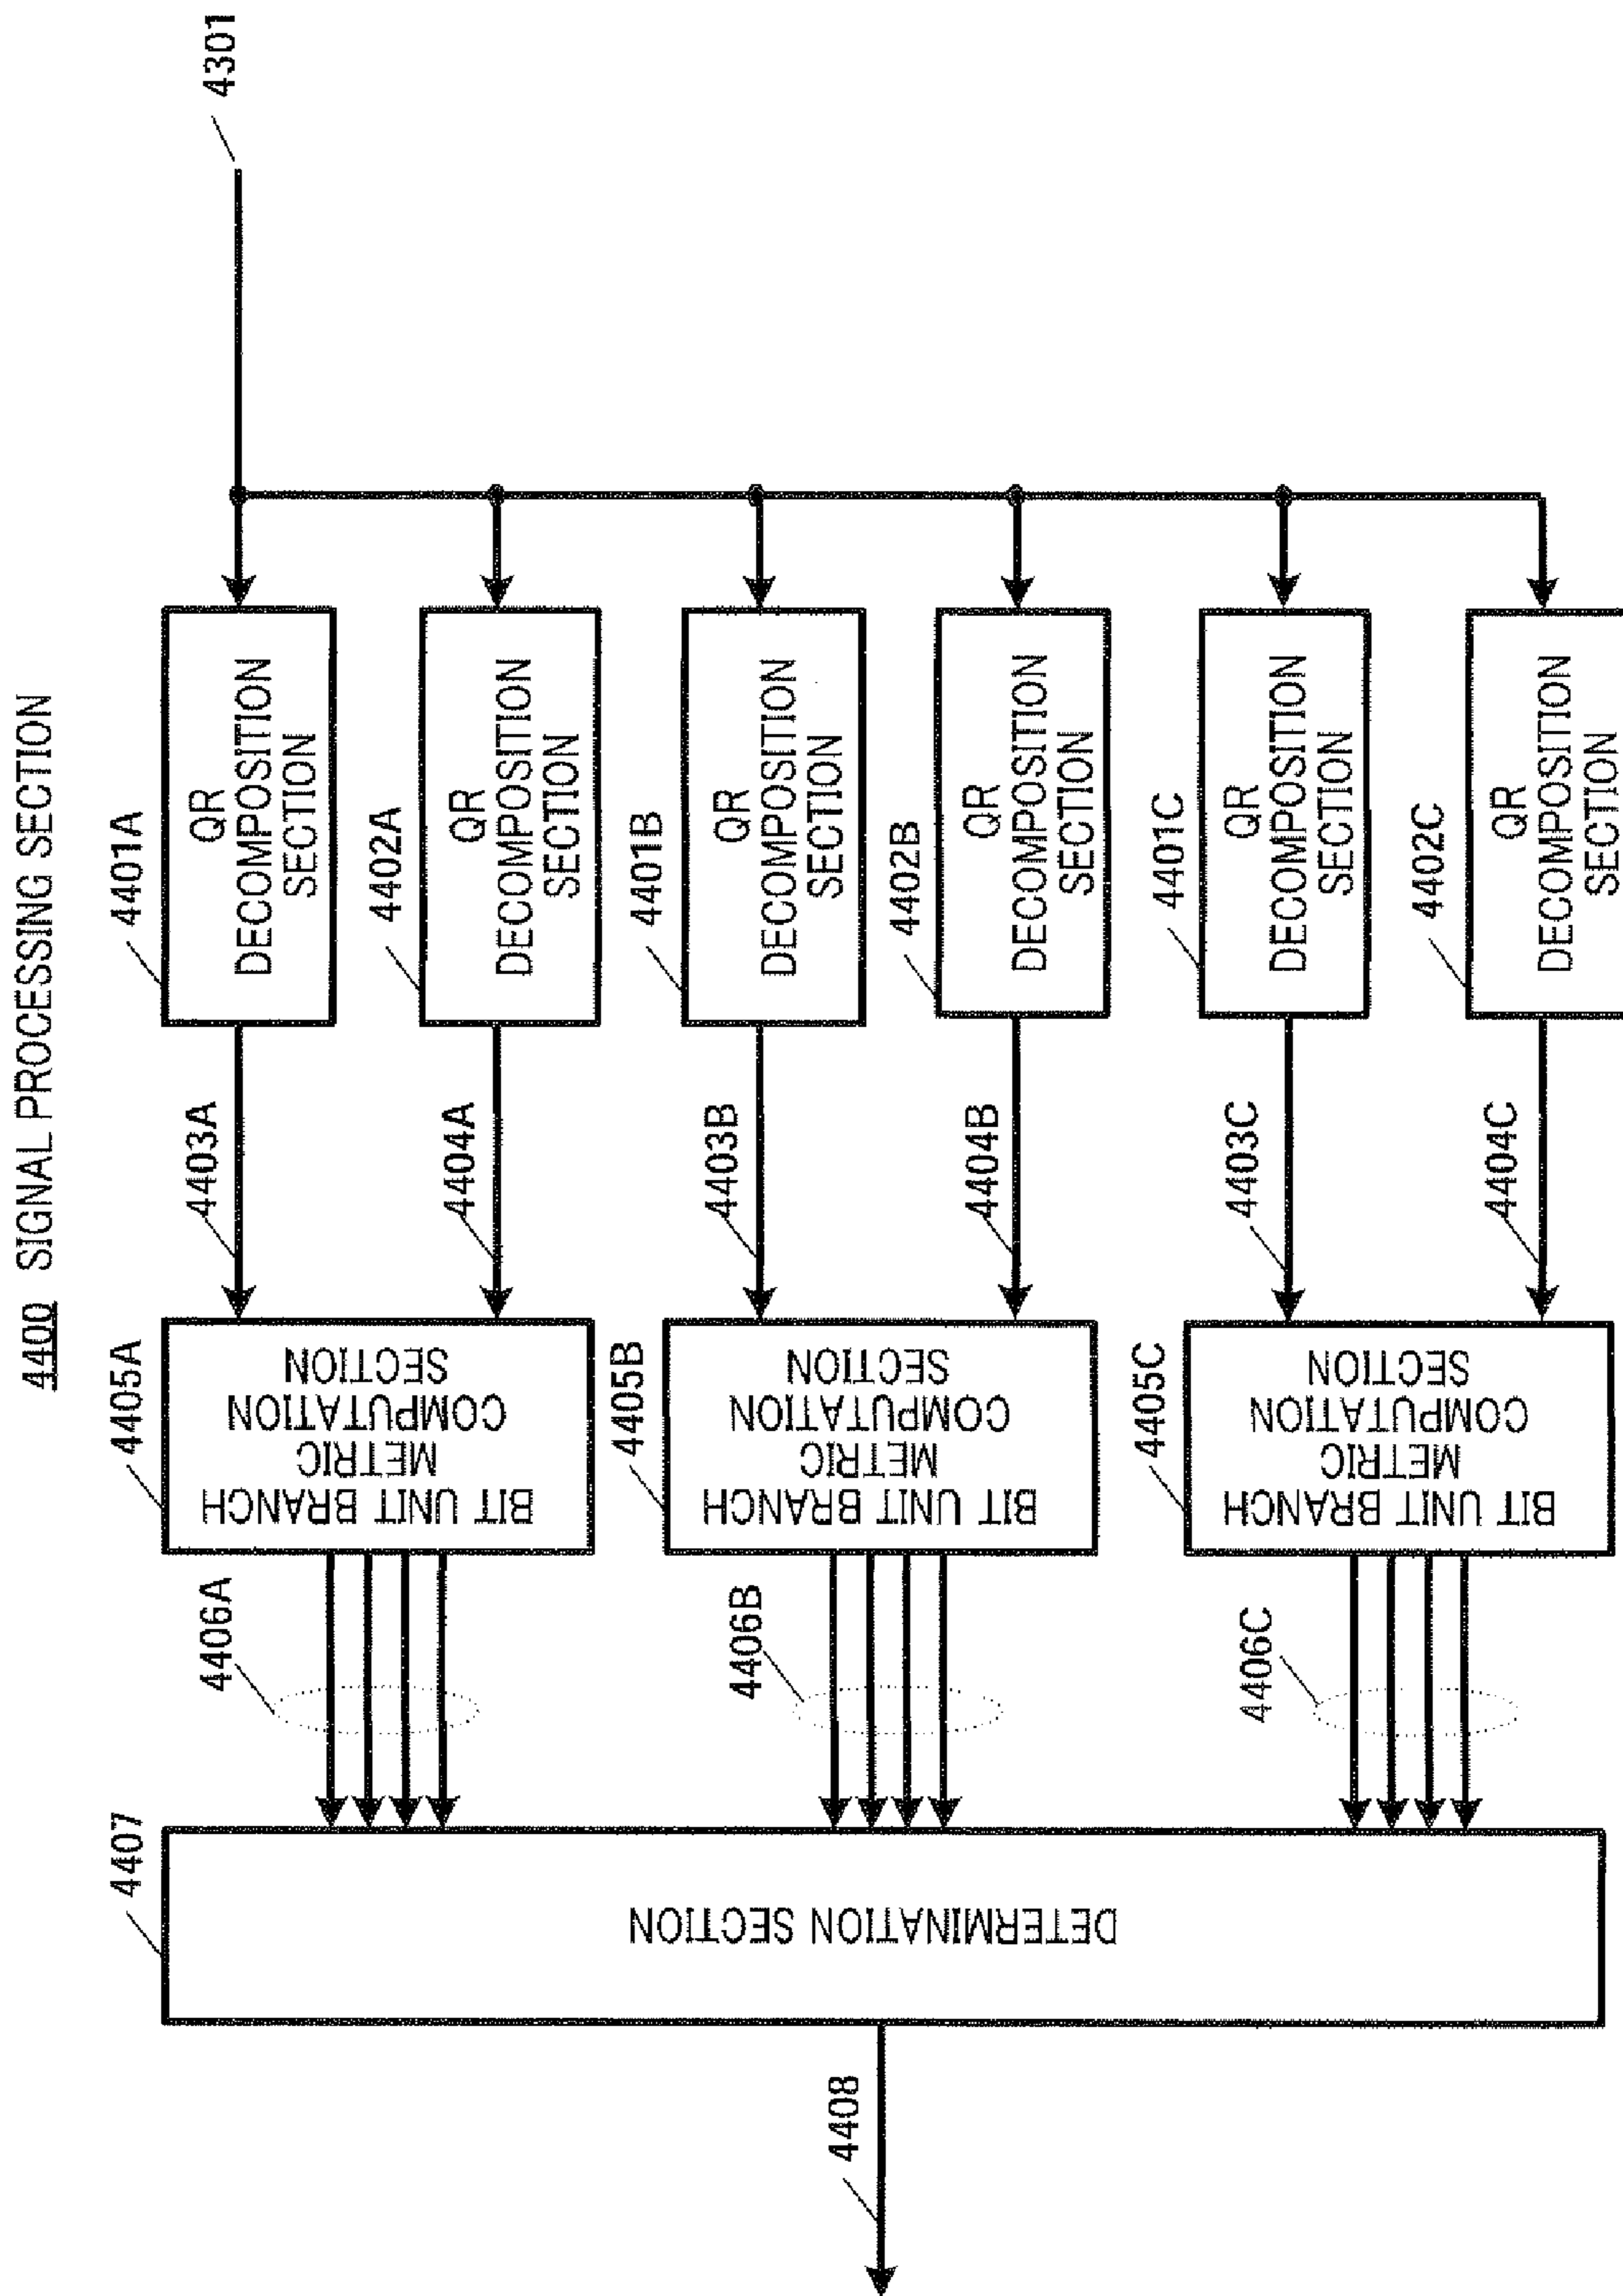 4400 SIGNAL PROCESSING SECTION
4301
4401A
QR
DECOMPOSITION
SECTION
4402A
QR
DECOMPOSITION
SECTION
4401B
QR
DECOMPOSITION
SECTION
4402B
QR
DECOMPOSITION
SECTION
4401C
QR
DECOMPOSITION
SECTION
4402C
QR
DECOMPOSITION
SECTION
4403A
4404A
4403B
4404B
4403C
4404C
4405A
BIT UNIT BRANCH
METRIC
COMPUTATION
SECTION
4405B
BIT UNIT BRANCH
METRIC
COMPUTATION
SECTION
4405C
BIT UNIT BRANCH
METRIC
COMPUTATION
SECTION
4406A
4406B
4406C
4407
DETERMINATION SECTION
4408